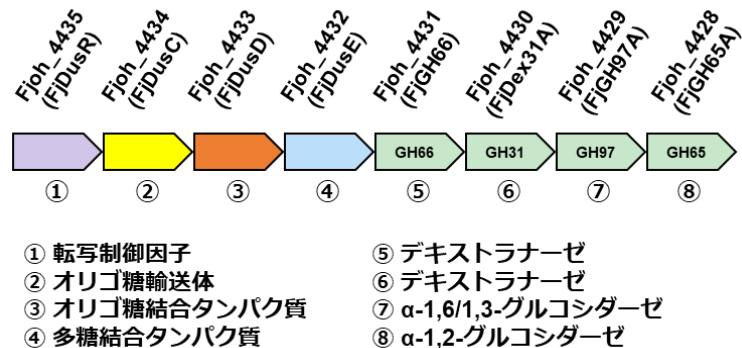 Fjoh_4435
(FjDusR)
Fjoh_4434
(FjDusC)
Fjoh_4433
(FjDusD)
Fjoh_4432
(FjDusE)
Fjoh_4431
(FjGH66)
Fjoh_4430
(FjDex31A)
Fjoh_4429
(FjGH97A)
Fjoh_4428
(FjGH65A)
GH66 GH31 GH97 GH65
① ② ③ ④ ⑤ ⑥ ⑦ ⑧
① 転写制御因子
② オリゴ糖輸送体
③ オリゴ糖結合タンパク質
④ 多糖結合タンパク質
⑤ デキストラナーゼ
⑥ デキストラナーゼ
⑦ α-1,6/1,3-グルコシダーゼ
⑧ α-1,2-グルコシダーゼ